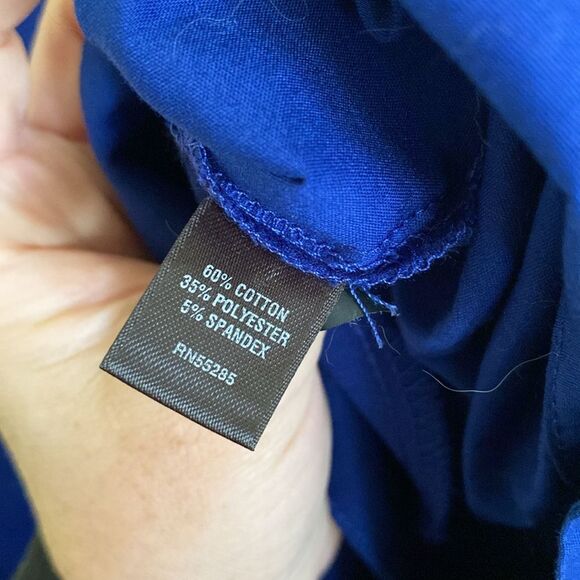 60% COTTON
35% POLYESTER
5% SPANDEX
RN55285